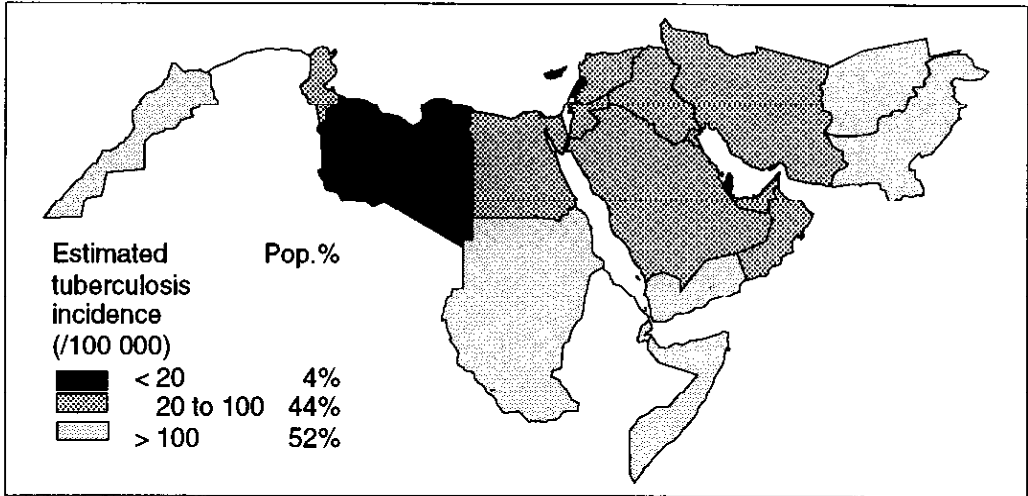 Estimated Pop.%
tuberculosis
incidence
(/100 000)
< 20 4%
20 to 100 44%
> 100 52%